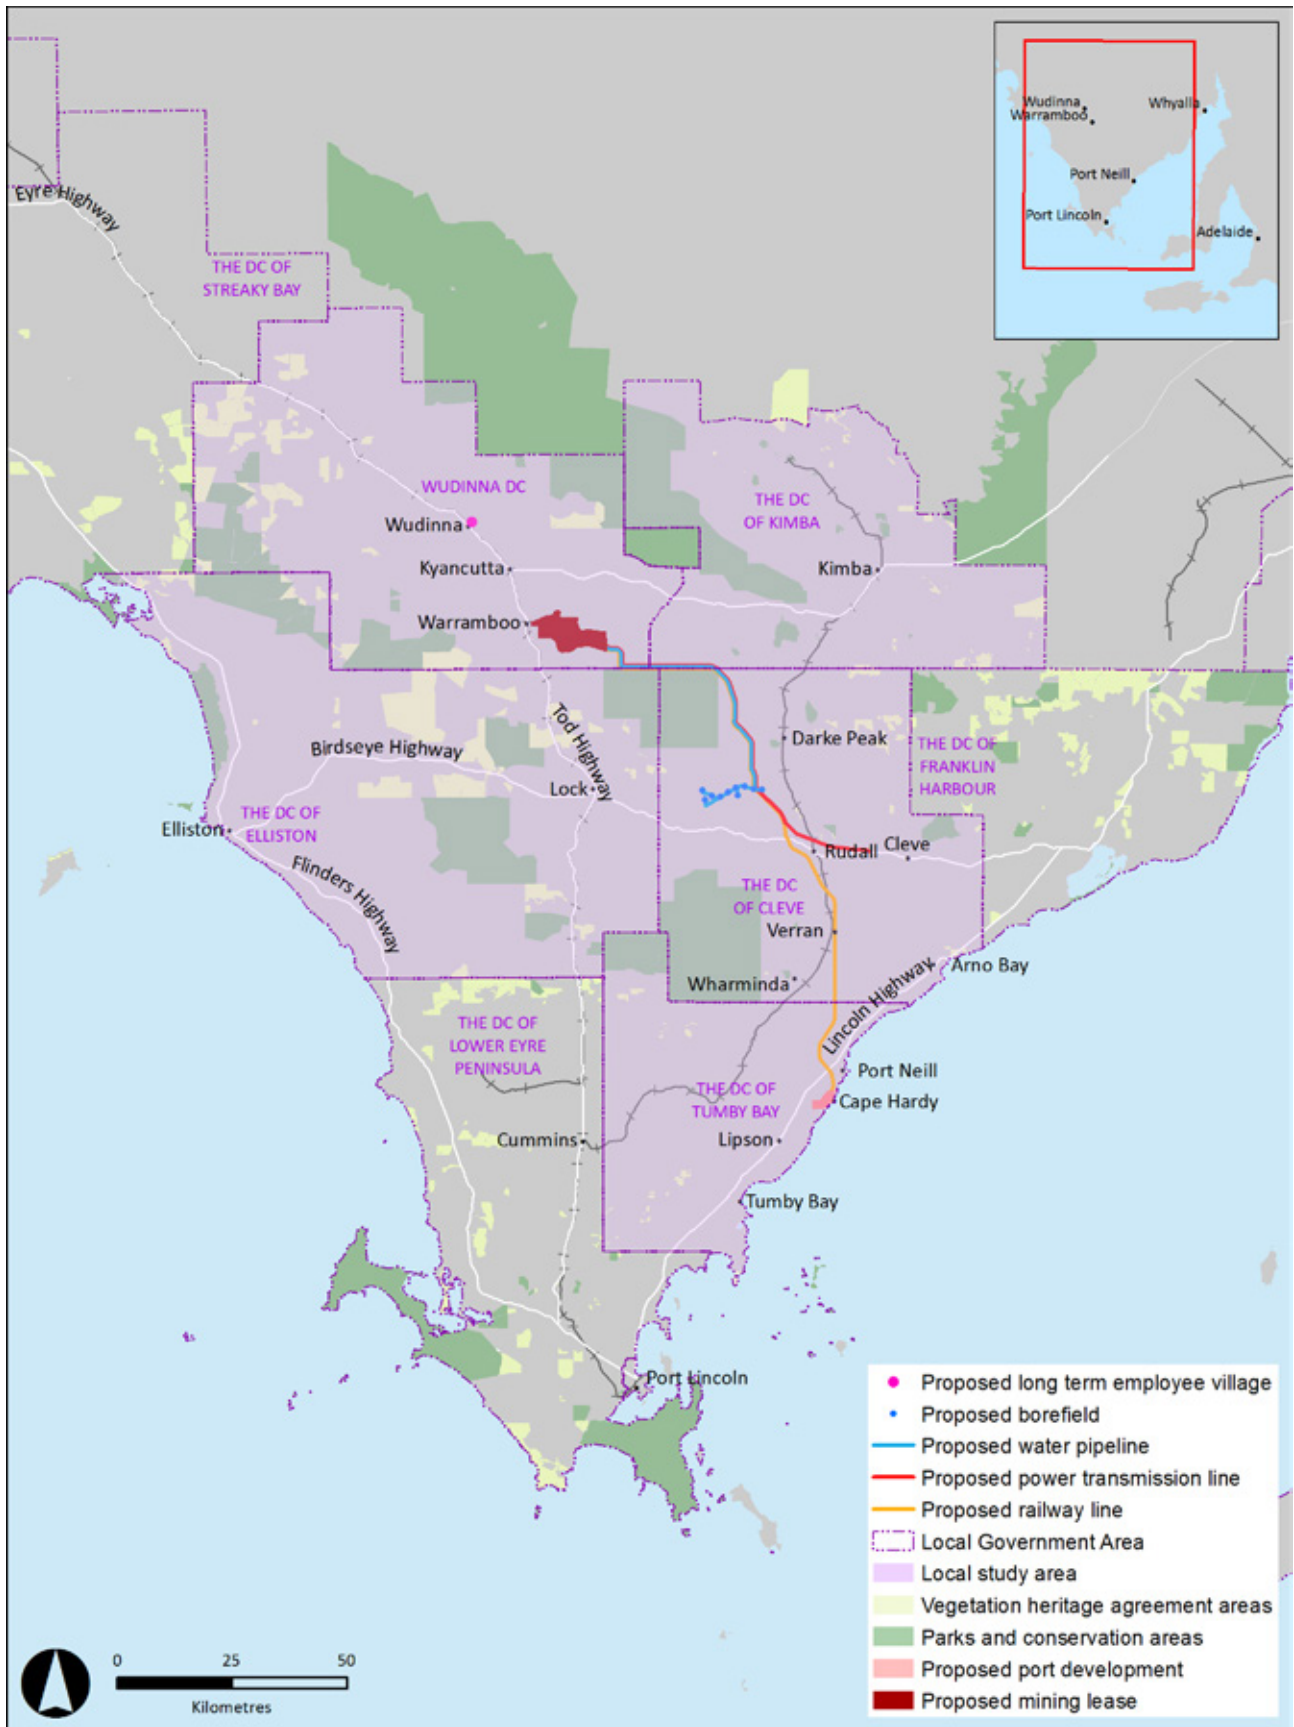 Wudinna
Warramboo
Whyalla
Port Neill
Port Lincoln
Adelaide
Eyre Highway
THE DC OF
STREAKY BAY
WUDINNA DC
THE DC
OF KIMBA
Wudinna
Kyancutta
Kimba
Warramboo
Tod Highway
Birdseye Highway
Darke Peak
THE DC OF
FRANKLIN
HARBOUR
Lock
Elliston
THE DC OF
ELLISTON
Rudall
Cleve
Flinders Highway
THE DC
OF CLEVE
Verran
Wharminda
Lincoln Highway
Arno Bay
THE DC OF
LOWER EYRE
PENINSULA
Port Neill
THE DC OF
TUMBY BAY
Cape Hardy
Cummins
Lipson
Tumby Bay
Port Lincoln
Proposed long term employee village
Proposed borefield
Proposed water pipeline
Proposed power transmission line
Proposed railway line
Local Government Area
Local study area
Vegetation heritage agreement areas
Parks and conservation areas
Proposed port development
Proposed mining lease
0 25 50
Kilometres